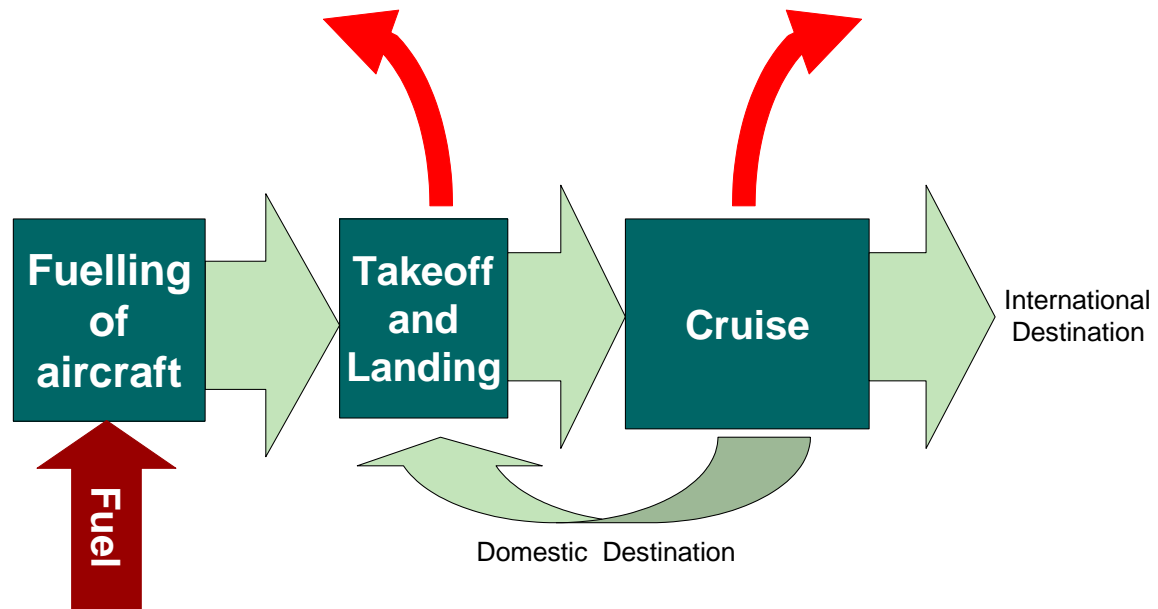 Fuelling
of
aircraft
Takeoff
and
Landing
Cruise
International
Destination
Fuel
Domestic Destination